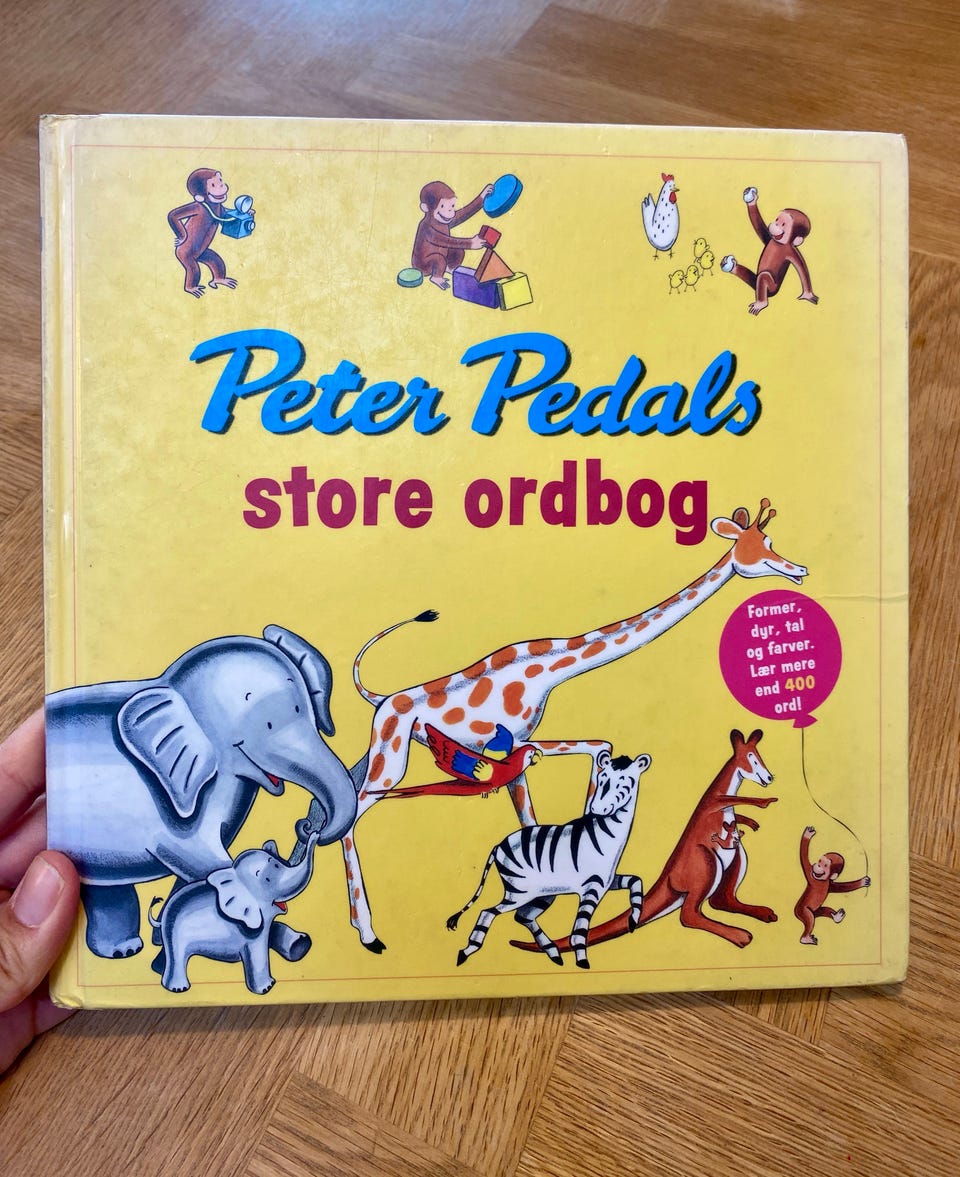 Peter Pedals
store ordbog
Former,
dyr, tal
og farver.
Lær mere
end 400
ord!